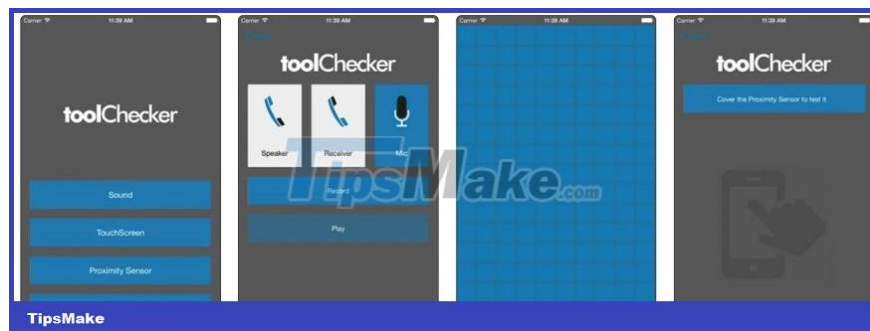 Carrier 11:39 AM
toolChecker
Sound
TouchScreen
Proximity Sensor
Carrier 11:39 AM
toolChecker
Speaker
Receiver
Mic
Record
Play
Carrier 11:38 AM
Carrier 11:39 AM
toolChecker
Cover the Proximity Sensor to test it
TipsMake.com
TipsMake